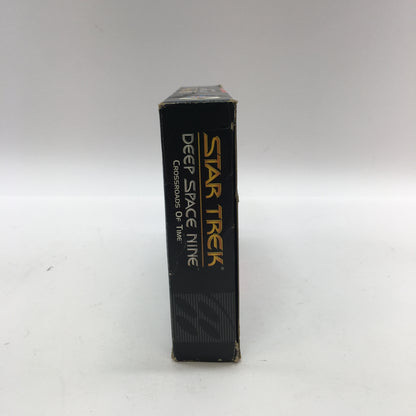 STAR TREK®
DEEP SPACE NINE
CROSSROADS OF TIME